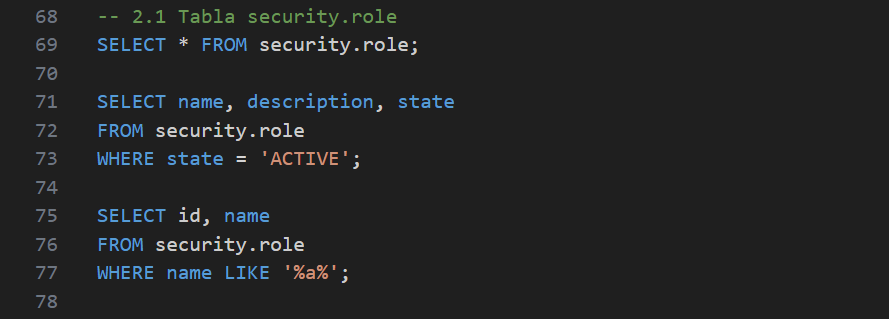 68 -- 2.1 Tabla security.role
69 SELECT * FROM security.role;
70
71 SELECT name, description, state
72 FROM security.role
73 WHERE state = 'ACTIVE';
74
75 SELECT id, name
76 FROM security.role
77 WHERE name LIKE '%a%';
78